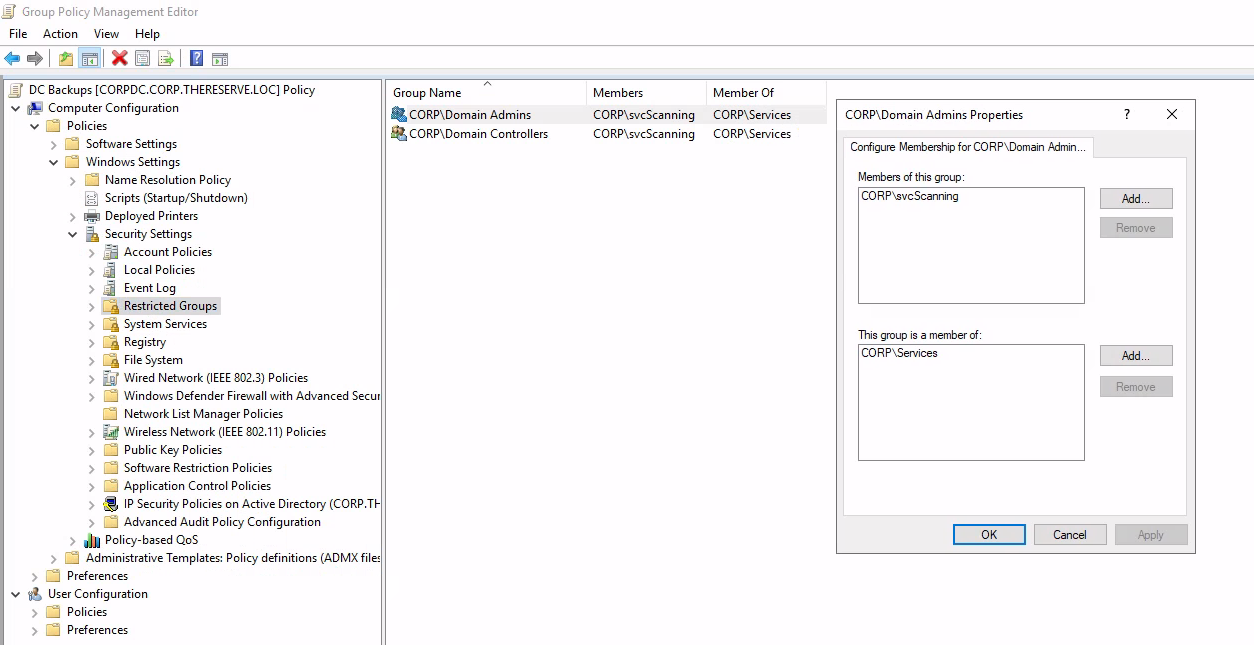 Group Policy Management Editor
File Action View Help
DC Backups [CORPDC.CORP.THERESERVE.LOC] Policy
Computer Configuration
Policies
Software Settings
Windows Settings
Name Resolution Policy
Scripts (Startup/Shutdown)
Deployed Printers
Security Settings
Account Policies
Local Policies
Event Log
Restricted Groups
System Services
Registry
File System
Wired Network (IEEE 802.3) Policies
Windows Defender Firewall with Advanced Secur
Network List Manager Policies
Wireless Network (IEEE 802.11) Policies
Public Key Policies
Software Restriction Policies
Application Control Policies
IP Security Policies on Active Directory (CORP.TH
Advanced Audit Policy Configuration
Policy-based QoS
Administrative Templates: Policy definitions (ADMX files
Preferences
User Configuration
Policies
Preferences
Group Name Members Member Of
CORP\Domain Admins CORP\svcScanning CORP\Services
CORP\Domain Controllers CORP\svcScanning CORP\Services
CORP\Domain Admins Properties ?
Configure Membership for CORP\Domain Admin...
Members of this group:
CORP\svcScanning
Add...
Remove
This group is a member of:
CORP\Services
Add...
Remove
OK Cancel Apply